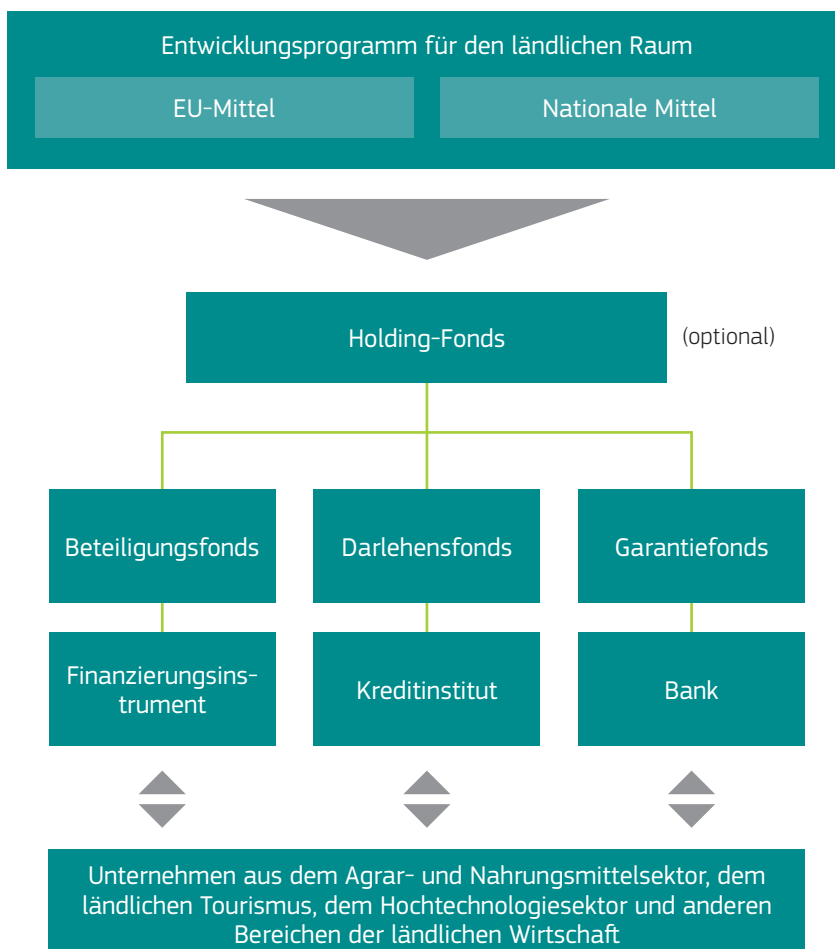 Entwicklungsprogramm für den ländlichen Raum
EU-Mittel
Nationale Mittel
Holding-Fonds
(optional)
Beteiligungsfonds
Darlehensfonds
Garantiefonds
Finanzierungsins-
trument
Kreditinstitut
Bank
Unternehmen aus dem Agrar- und Nahrungsmittelsektor, dem
ländlichen Tourismus, dem Hochtechnologiesektor und anderen
Bereichen der ländlichen Wirtschaft